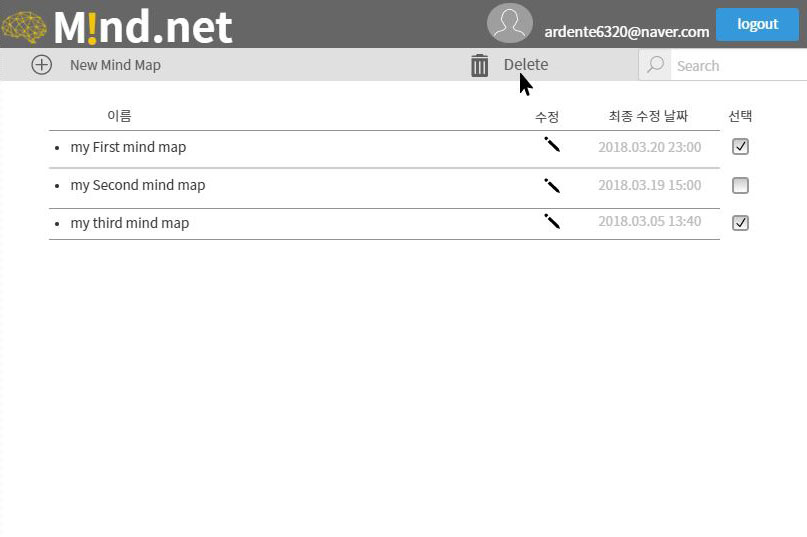 M!nd.net
ardente6320@naver.com
logout
New Mind Map
Delete
Search
이름 수정 최종 수정 날짜 선택
• my First mind map 2018.03.20 23:00
• my Second mind map 2018.03.19 15:00
• my third mind map 2018.03.05 13:40